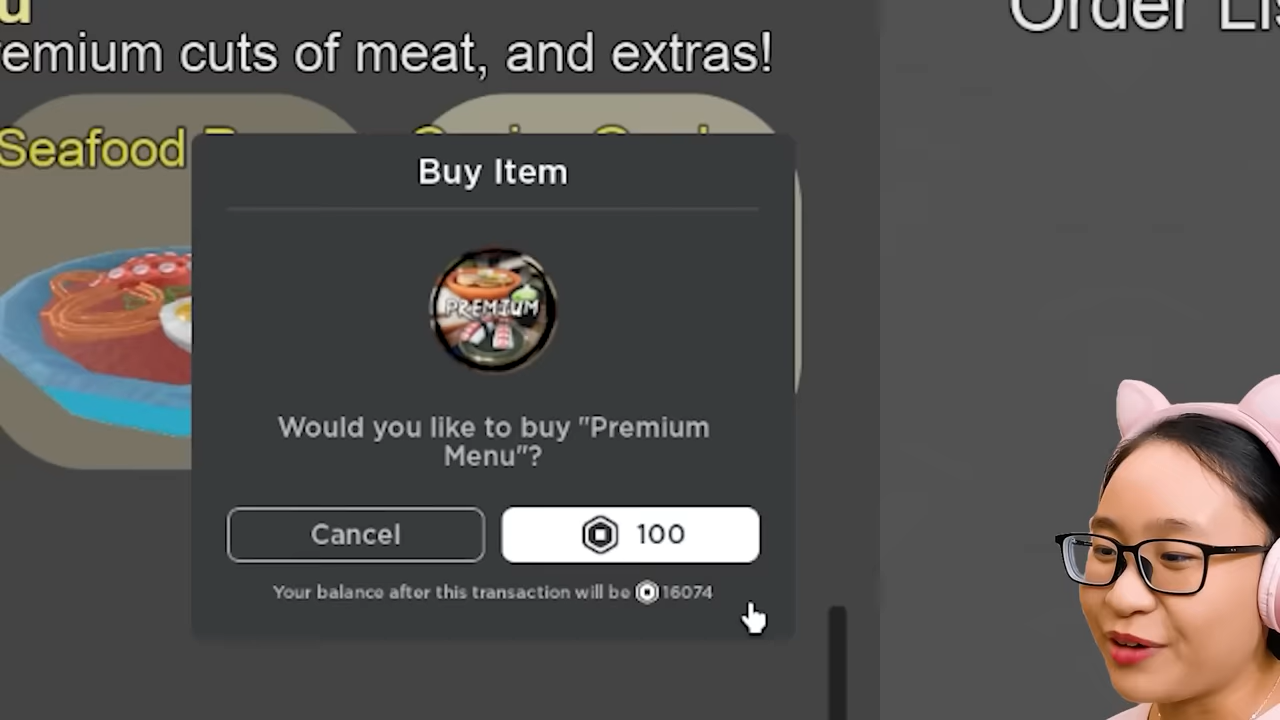 Order
emium cuts of meat, and extras!
Seafood
Buy Item
PREMIUM
Would you like to buy "Premium
Menu"?
Cancel
100
Your balance after this transaction will be 16074